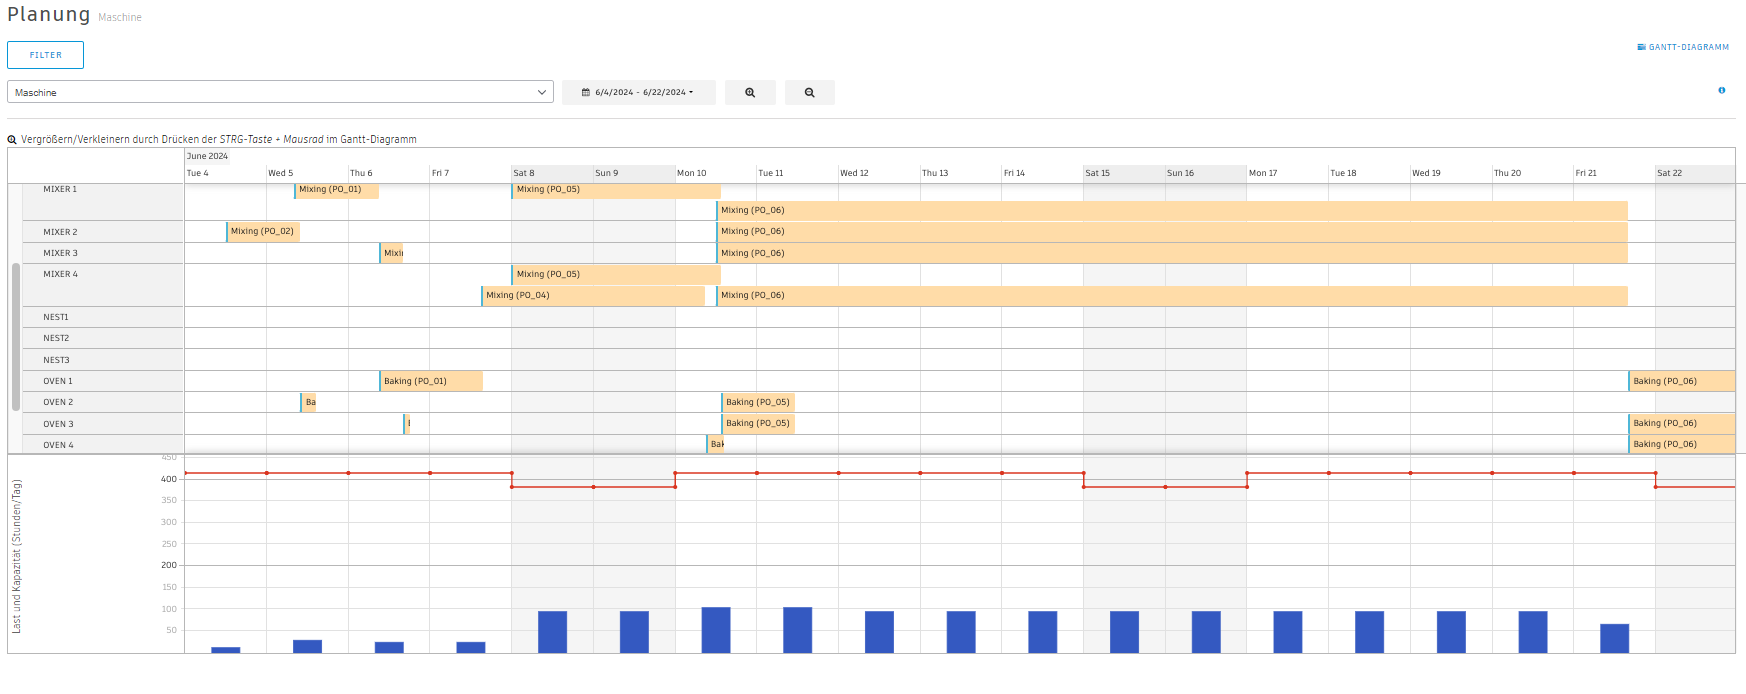 Planung Maschine
FILTER
GANTT-DIAGRAMM
Maschine
6/4/2024 - 6/22/2024
Vergrößern/Verkleinern durch Drücken der STRG-Taste + Mausrad im Gantt-Diagramm
June 2024
Tue 4 Wed 5 Thu 6 Fri 7 Sat 8 Sun 9 Mon 10 Tue 11 Wed 12 Thu 13 Fri 14 Sat 15 Sun 16 Mon 17 Tue 18 Wed 19 Thu 20 Fri 21 Sat 22
MIXER 1 Mixing (PO_01) Mixing (PO_05)
Mixing (PO_06)
MIXER 2 Mixing (PO_02) Mixing (PO_06)
MIXER 3 Mixi Mixing (PO_06)
MIXER 4 Mixing (PO_05)
Mixing (PO_04) Mixing (PO_06)
NEST1
NEST2
NEST3
OVEN 1 Baking (PO_01) Baking (PO_06)
OVEN 2 Ba Baking (PO_05)
OVEN 3 Baking (PO_05) Baking (PO_06)
OVEN 4 Bak Baking (PO_06)
Last und Kapazität (Stunden/Tag)
450
400
350
300
250
200
150
100
50